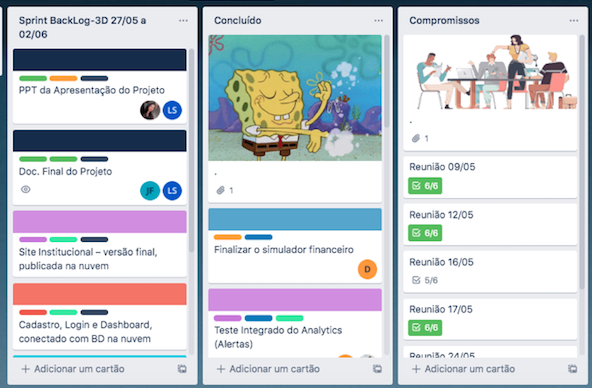 Sprint BackLog-3D 27/05 a
02/06
PPT da Apresentação do Projeto
LS
Doc. Final do Projeto
JF LS
Site Institucional – versão final,
publicada na nuvem
Cadastro, Login e Dashboard,
conectado com BD na nuvem
+ Adicionar um cartão
Concluído
.
1
Finalizar o simulador financeiro
D
Teste Integrado do Analytics
(Alertas)
+ Adicionar um cartão
Compromissos
.
1
Reunião 09/05
6/6
Reunião 12/05
6/6
Reunião 16/05
5/6
Reunião 17/05
6/6
Reunião 24/05
+ Adicionar um cartão